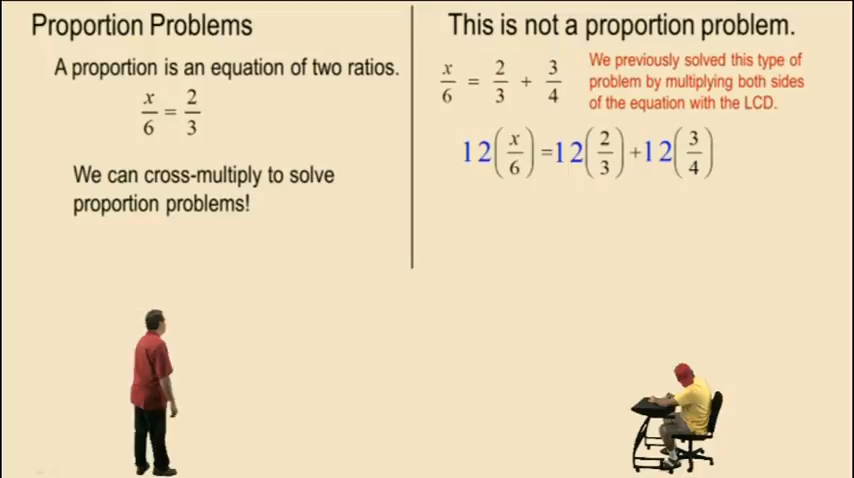 Proportion Problems
A proportion is an equation of two ratios.
x/6 = 2/3
We can cross-multiply to solve
proportion problems!
This is not a proportion problem.
x/6 = 2/3 + 3/4
We previously solved this type of
problem by multiplying both sides
of the equation with the LCD.
12(x/6) =12(2/3) +12(3/4)